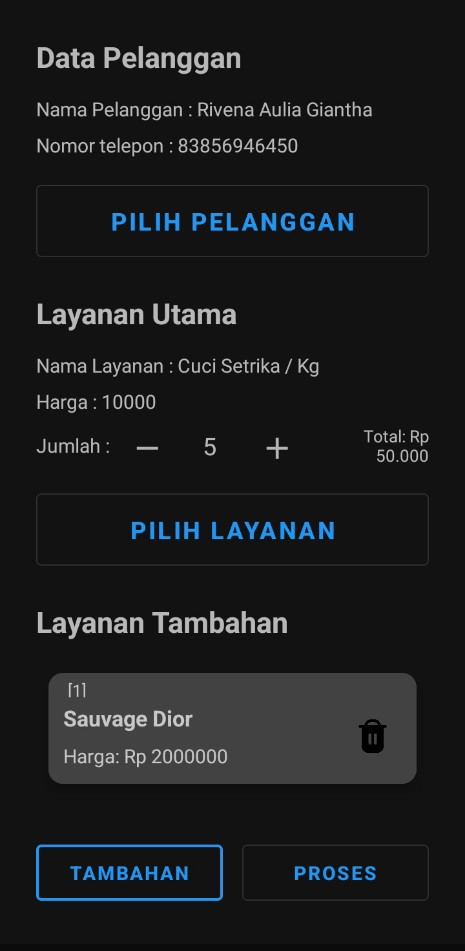 Data Pelanggan
Nama Pelanggan : Rivena Aulia Giantha
Nomor telepon : 83856946450
PILIH PELANGGAN
Layanan Utama
Nama Layanan : Cuci Setrika / Kg
Harga : 10000
Jumlah : − 5 + Total: Rp
50.000
PILIH LAYANAN
Layanan Tambahan
[1]
Sauvage Dior
Harga: Rp 2000000
TAMBAHAN PROSES